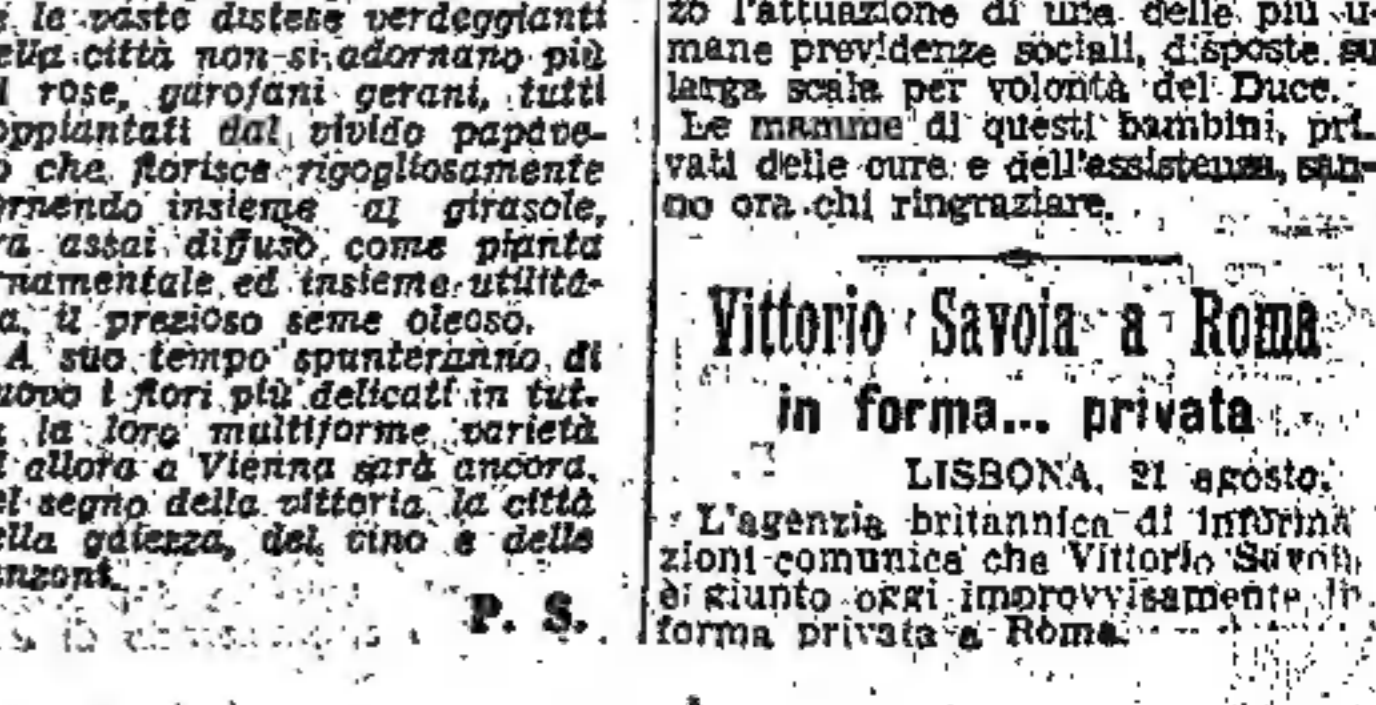 le vaste distese verdeggianti
città non si adornano più
rose, garofani gerani, tutti
oppiantati dal vivido papave-
che fiorisce rigogliosamente
insieme al girasole,
assai diffuso come pianta
namentale ed insieme utilita-
il prezioso seme oleoso.
A suo tempo spunteranno di
uovo i fiori più delicati in tut-
la loro multiforme varietà
allora a Vienna sarà ancora,
el segno della vittoria la città
ella gaiezza, del vino e delle
anzoni.
P. S.
zo l'attuazione di una delle più u-
mane previdenze sociali, disposte su
larga scala per volontà del Duce.
Le mamme di questi bambini, pri-
vati delle cure e dell'assistenza, san-
no ora chi ringraziare.
Vittorio Savoia a Roma
in forma... privata
LISBONA, 21 agosto.
L'agenzia britannica di informa
zioni comunica che Vittorio Savoia
è giunto oggi improvvisamente in
forma privata a Roma.